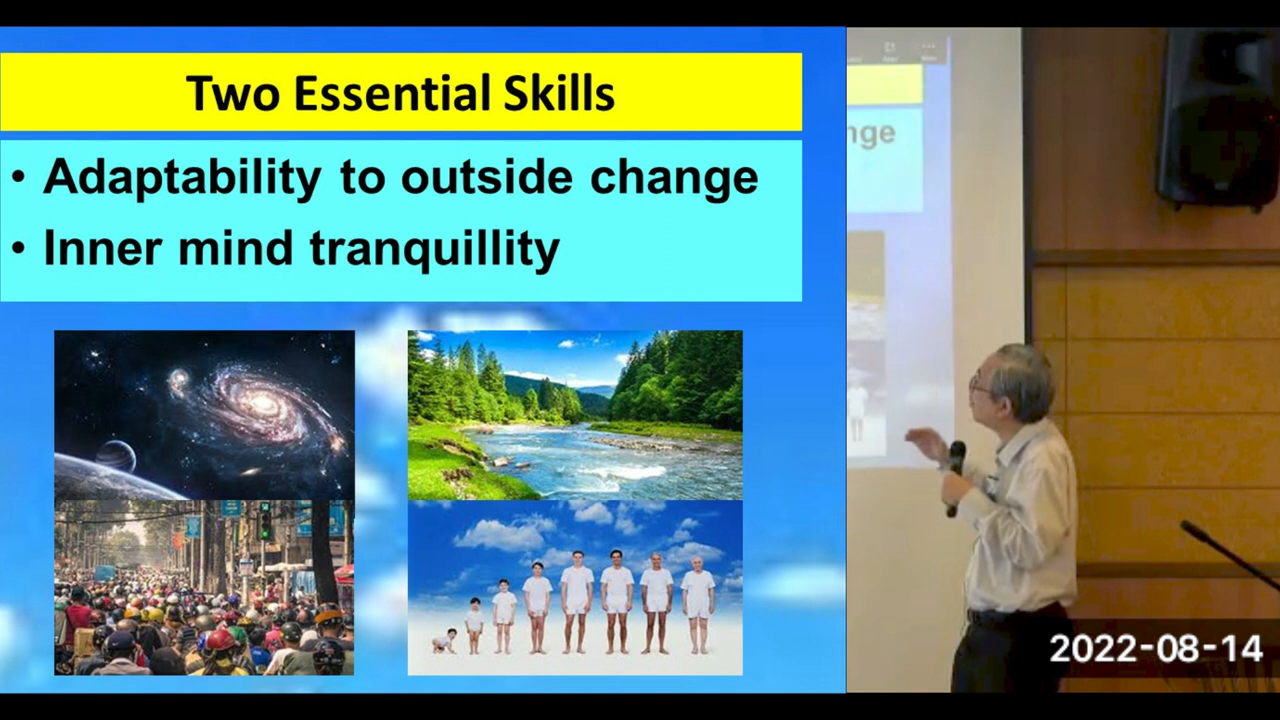 Two Essential Skills
• Adaptability to outside change
• Inner mind tranquillity
nge
2022-08-14